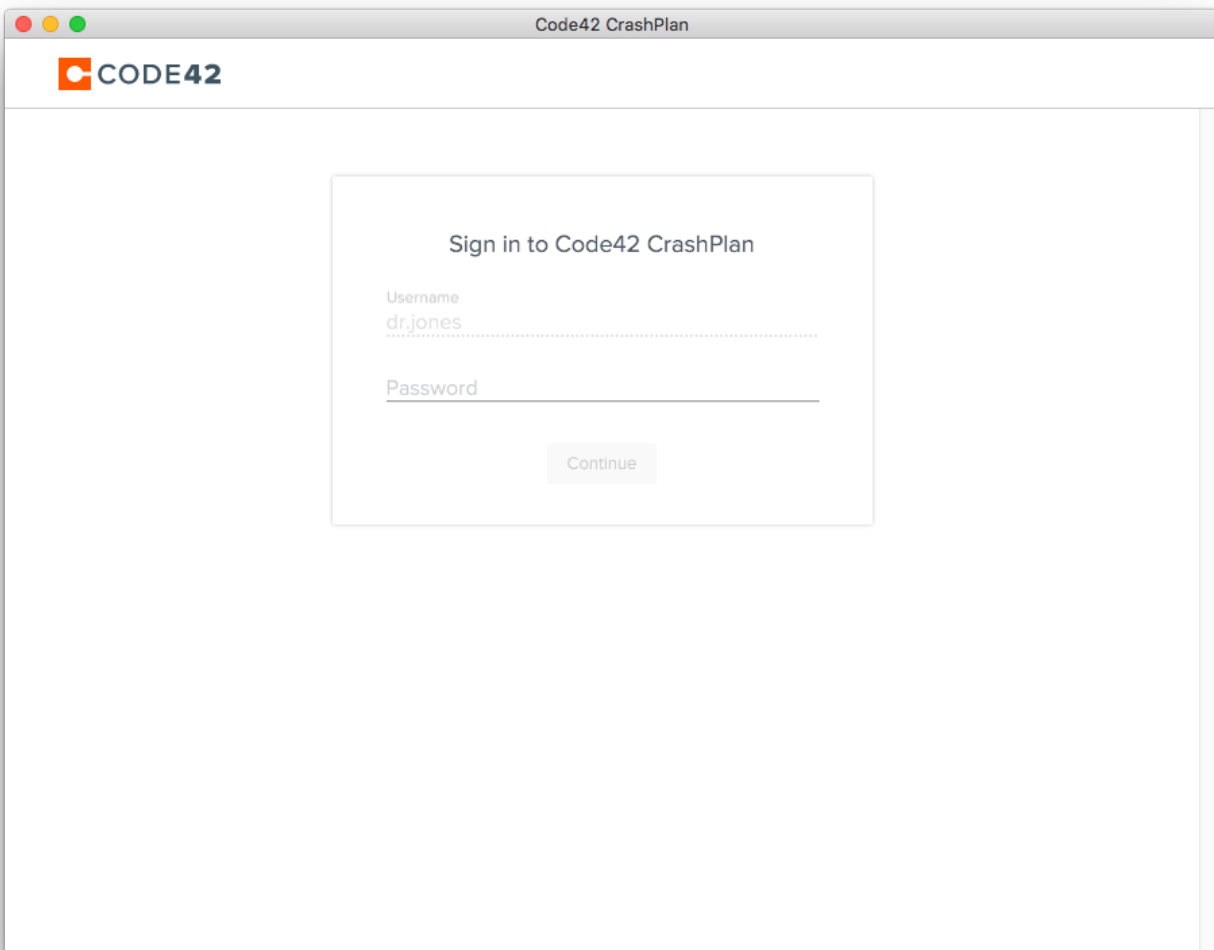 Code42 CrashPlan
CODE42
Sign in to Code42 CrashPlan
Username
dr.jones
Password
Continue